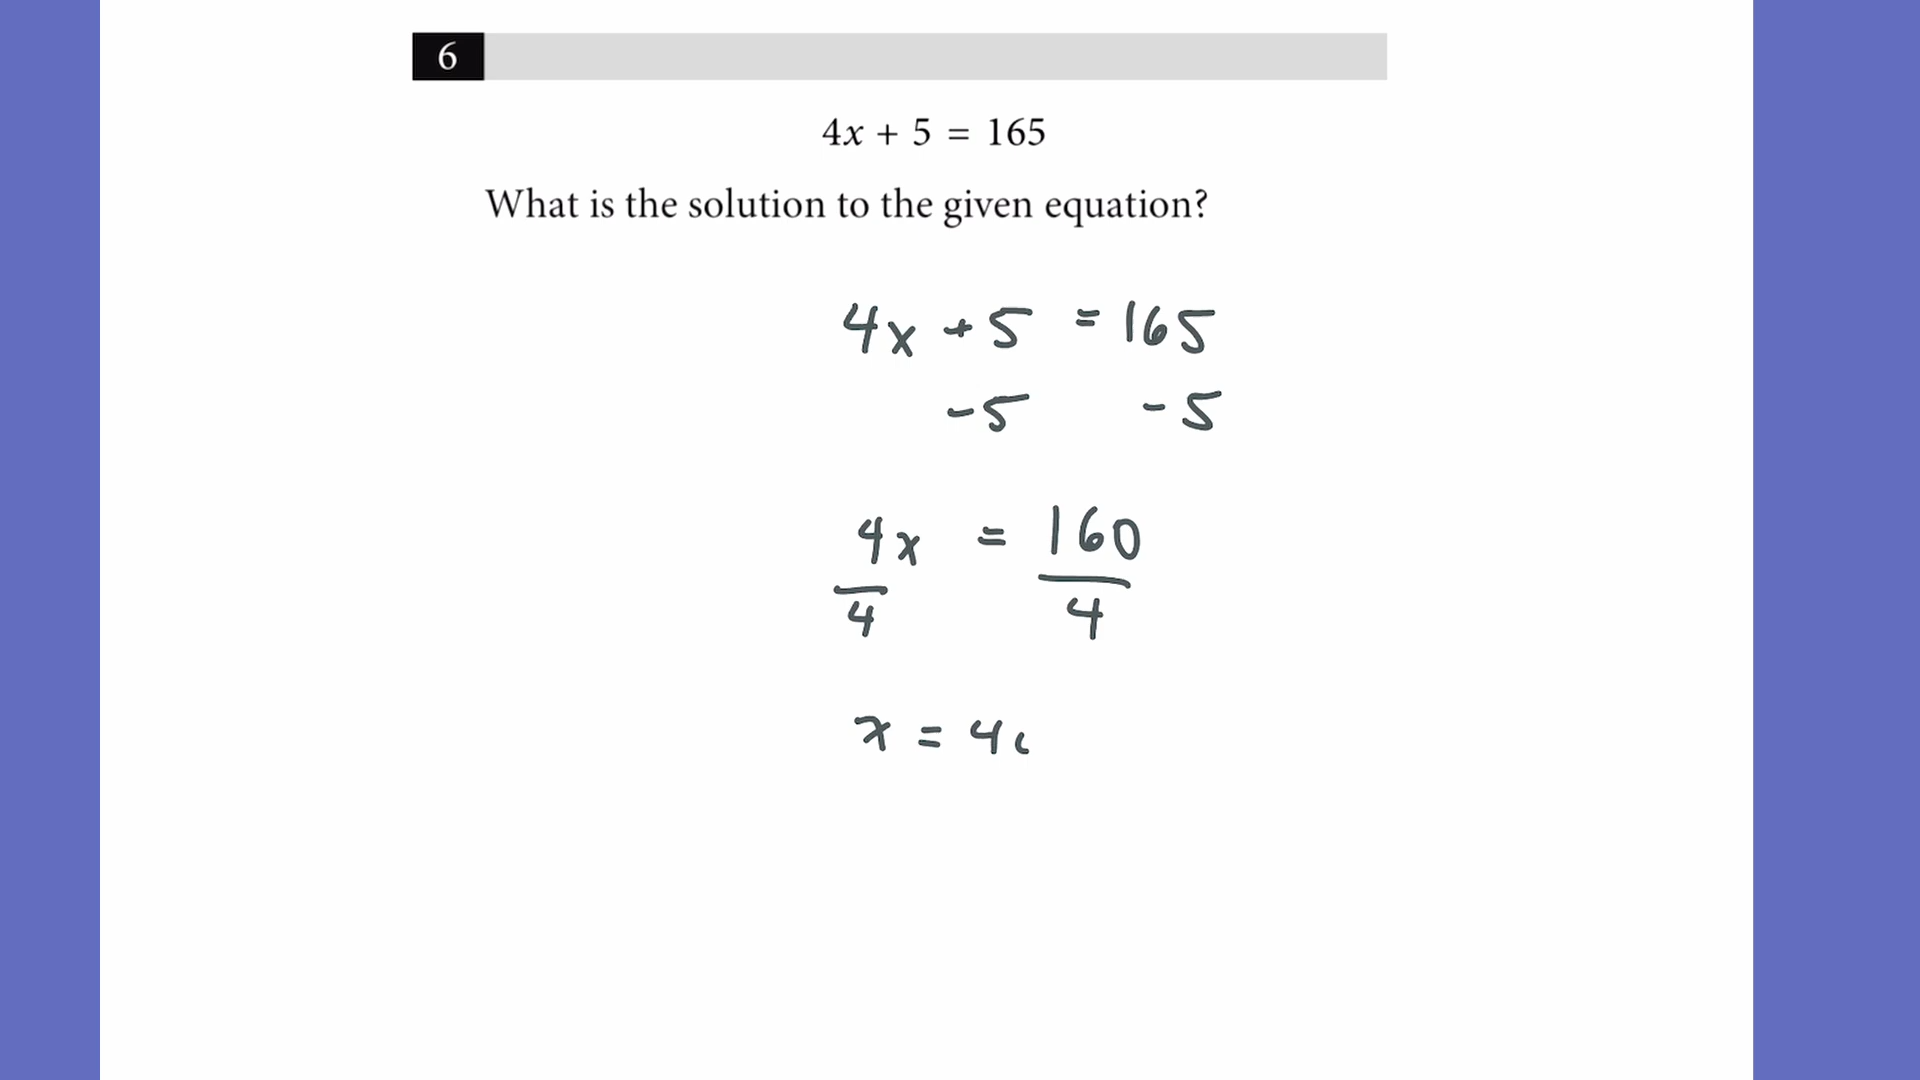 6
4x + 5 = 165
What is the solution to the given equation?
4x + 5 = 165
-5 -5
4x = 160
4 4
x = 4